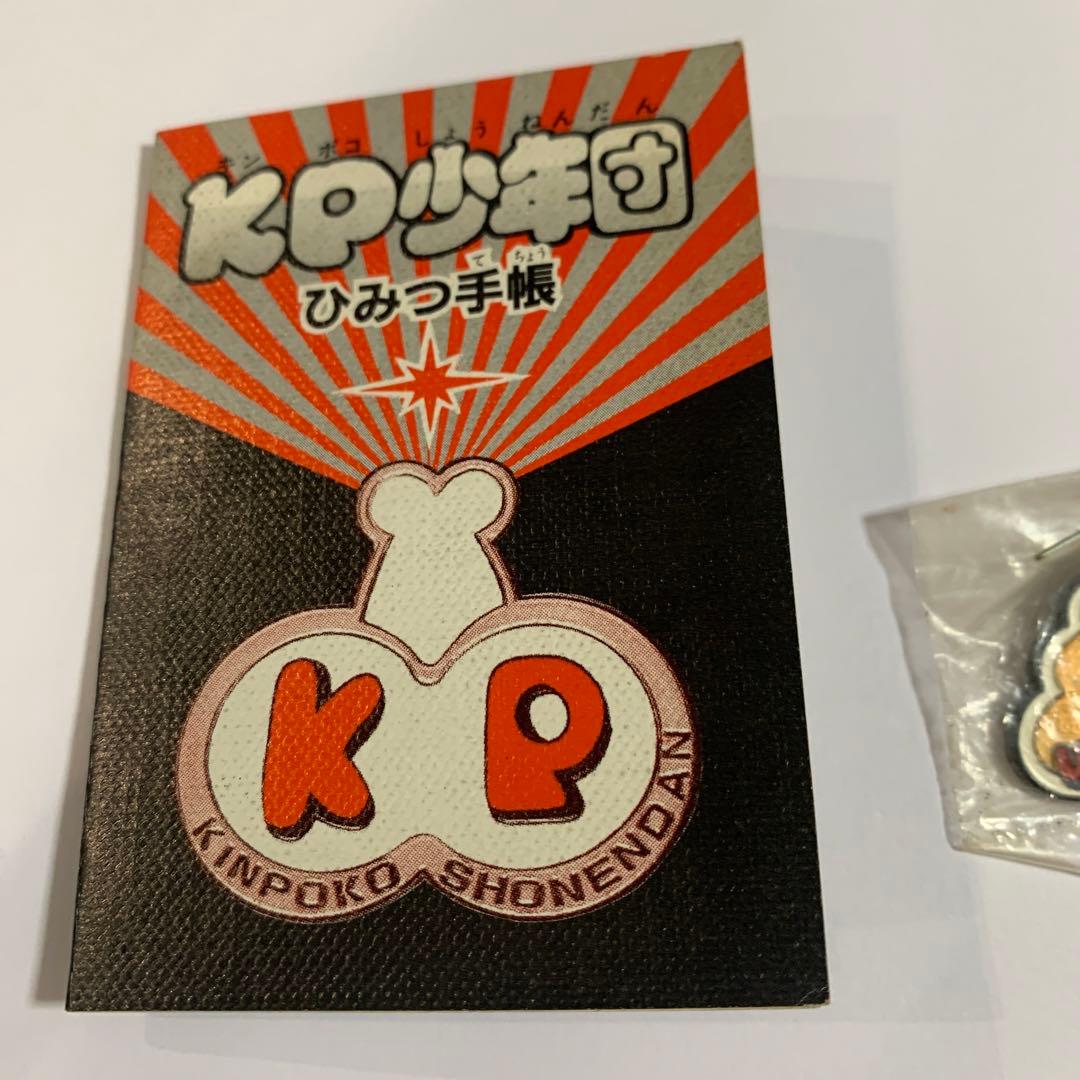 キン ポコ しょう ねん だん
KP少年団
て ちょう
ひみつ手帳
K P
KINPOKO SHONENDAN